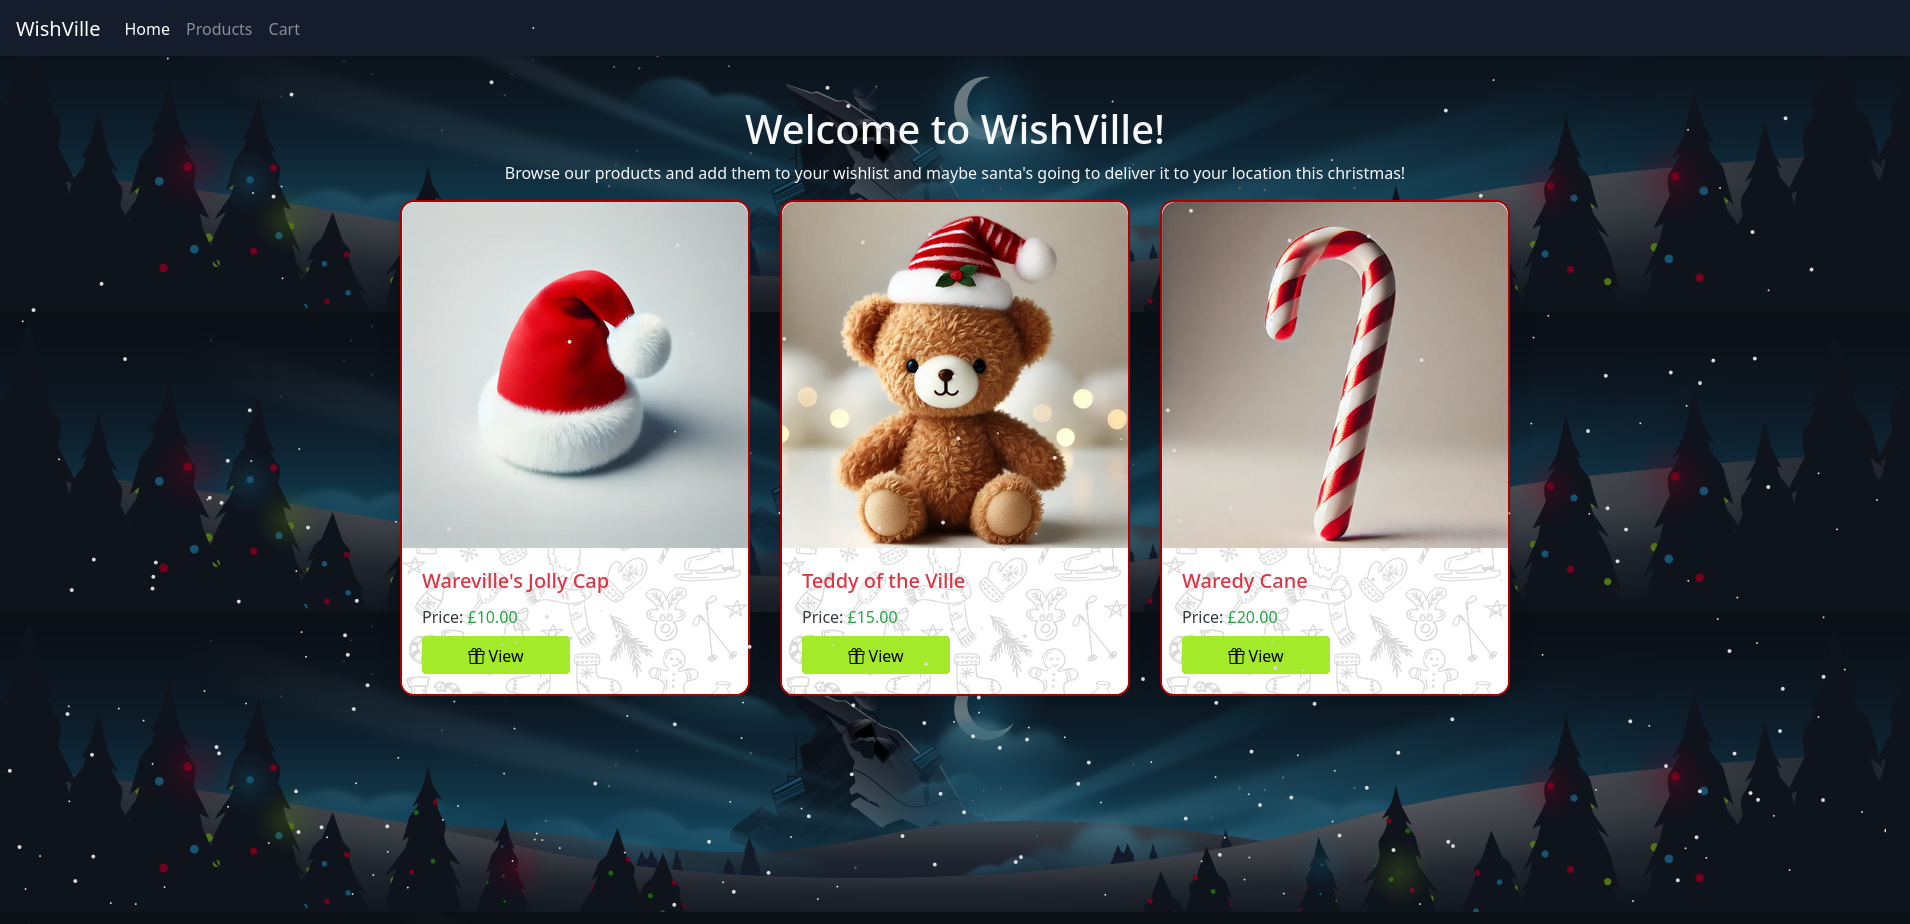 WishVille Home Products Cart
Welcome to WishVille!
Browse our products and add them to your wishlist and maybe santa's going to deliver it to your location this christmas!
Wareville's Jolly Cap
Price: £10.00
View
Teddy of the Ville
Price: £15.00
View
Waredy Cane
Price: £20.00
View